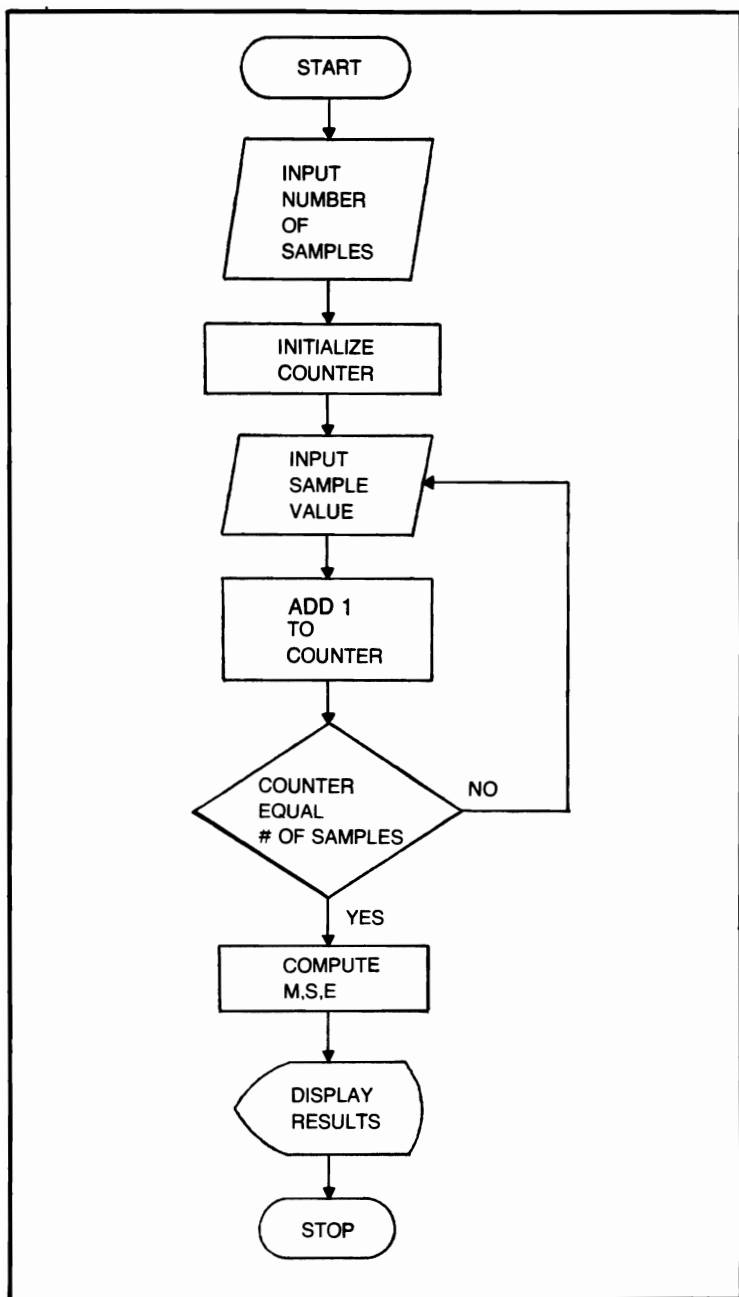 START
INPUT
NUMBER
OF
SAMPLES
INITIALIZE
COUNTER
INPUT
SAMPLE
VALUE
ADD 1
TO
COUNTER
COUNTER
EQUAL
# OF SAMPLES
NO
YES
COMPUTE
M,S,E
DISPLAY
RESULTS
STOP